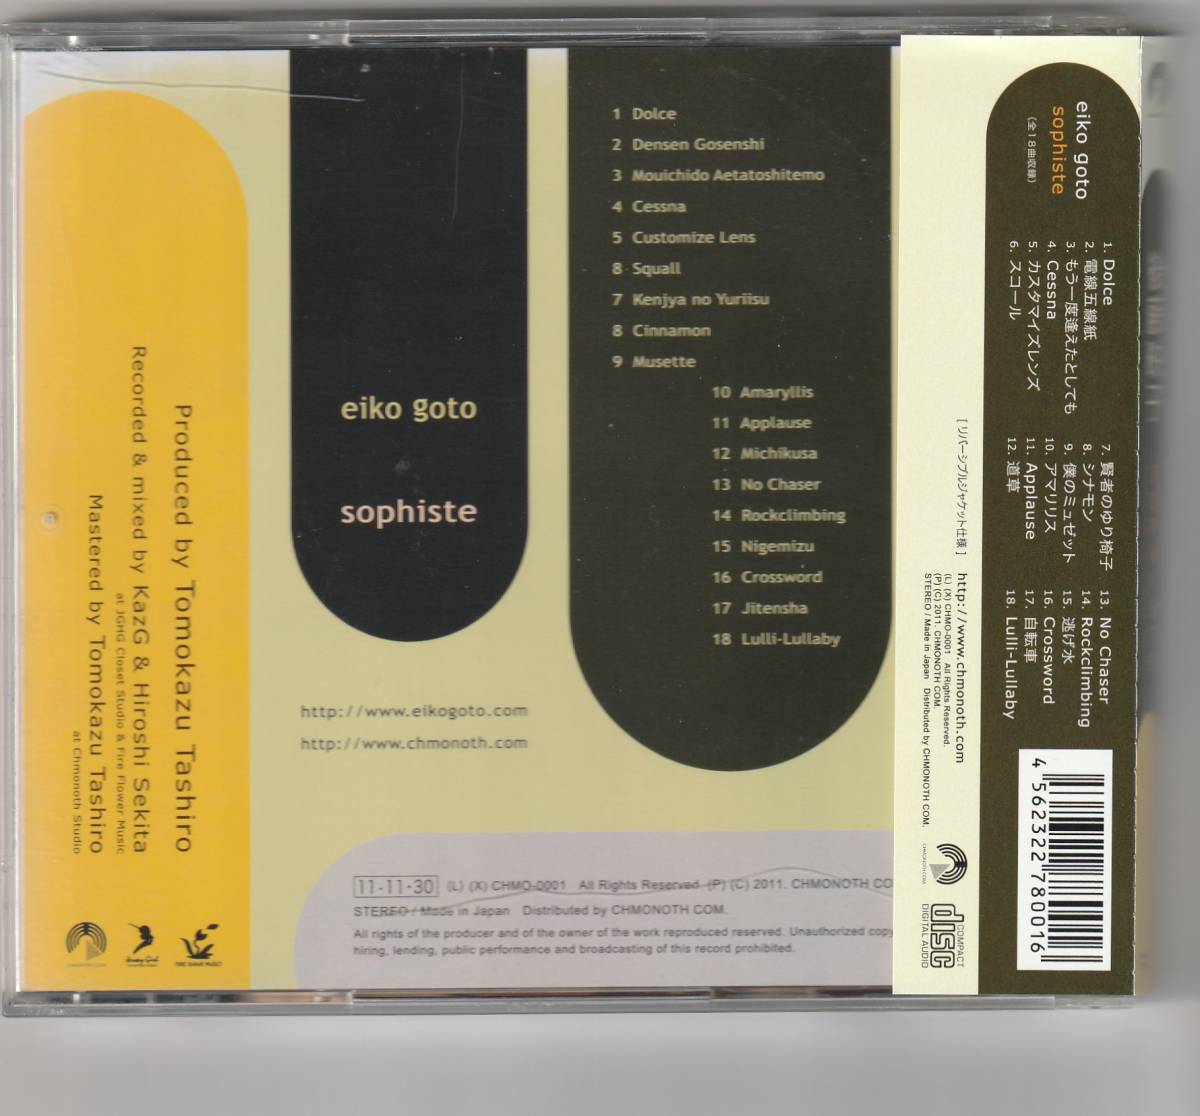 1 Dolce
2 Densen Gosenshi
3 Mouichido Aetatoshitemo
4 Cessna
5 Customize Lens
8 Squall
7 Kenjya no Yuriisu
8 Cinnamon
9 Musette
10 Amaryllis
11 Applause
12 Michikusa
13 No Chaser
14 Rockclimbing
15 Nigemizu
16 Crossword
17 Jitensha
18 Lulli-Lullaby
eiko goto
sophiste
http://www.eikogoto.com
http://www.chmonoth.com
Produced by Tomokazu Tashiro
Recorded & mixed by KazG & Hiroshi Sekita
at JGHG Closet Studio & Fire Flower Music
Mastered by Tomokazu Tashiro
at Chmonoth Studio
11-11・30 (L) (X) CHMO-0001 All Rights Reserved (P) (C) 2011. CHMONOTH CO
STEREO / Made in Japan Distributed by CHMONOTH COM.
All rights of the producer and of the owner of the work reproduced reserved. Unauthorized copy
hiring, lending, public performance and broadcasting of this record prohibited.
eiko goto
sophiste
(全18曲収録)
1. Dolce
2. 電線五線紙
3. もう一度逢えたとしても
4. Cessna
5. カスタマイズレンズ
6. スコール
7. 賢者のゆり椅子
8. シナモン
9. 僕のミュゼット
10. アマリリス
11. Applause
12. 道草
13. No Chaser
14. Rockclimbing
15. 逃げ水
16. Crossword
17. 自転車
18. Lulli-Lullaby
[ リバーシブルジャケット仕様 ]
http://www.chmonoth.com
(L) (X) CHMO-0001 All Rights Reserved.
(P) (C) 2011. CHMONOTH COM.
STEREO / Made in Japan Distributed by CHMONOTH COM.
CHMONOTH COM.
COMPACT
disc
DIGITAL AUDIO
4 562322 780016